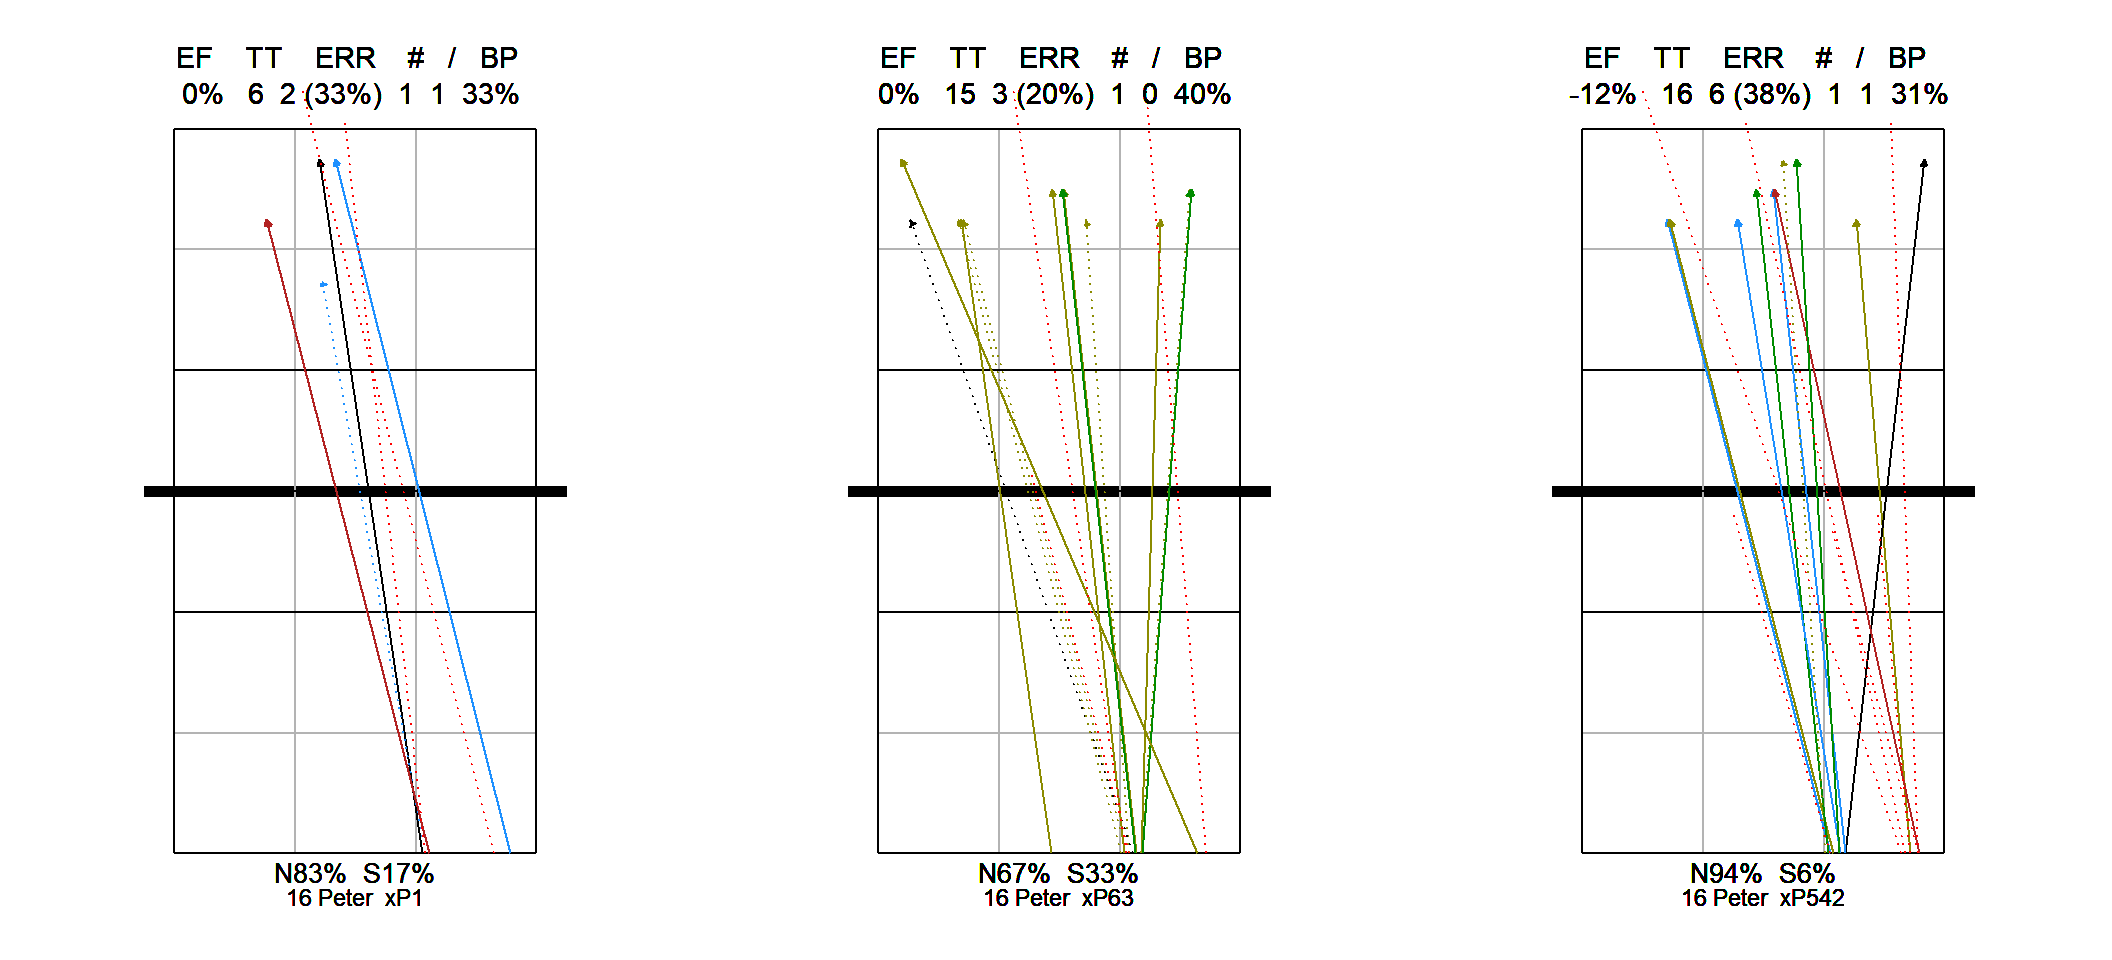 EF TT ERR # / BP
0% 6 2 (33%) 1 1 33%
N83% S17%
16 Peter xP1
EF TT ERR # / BP
0% 15 3 (20%) 1 0 40%
N67% S33%
16 Peter xP63
EF TT ERR # / BP
-12% 16 6 (38%) 1 1 31%
N94% S6%
16 Peter xP542